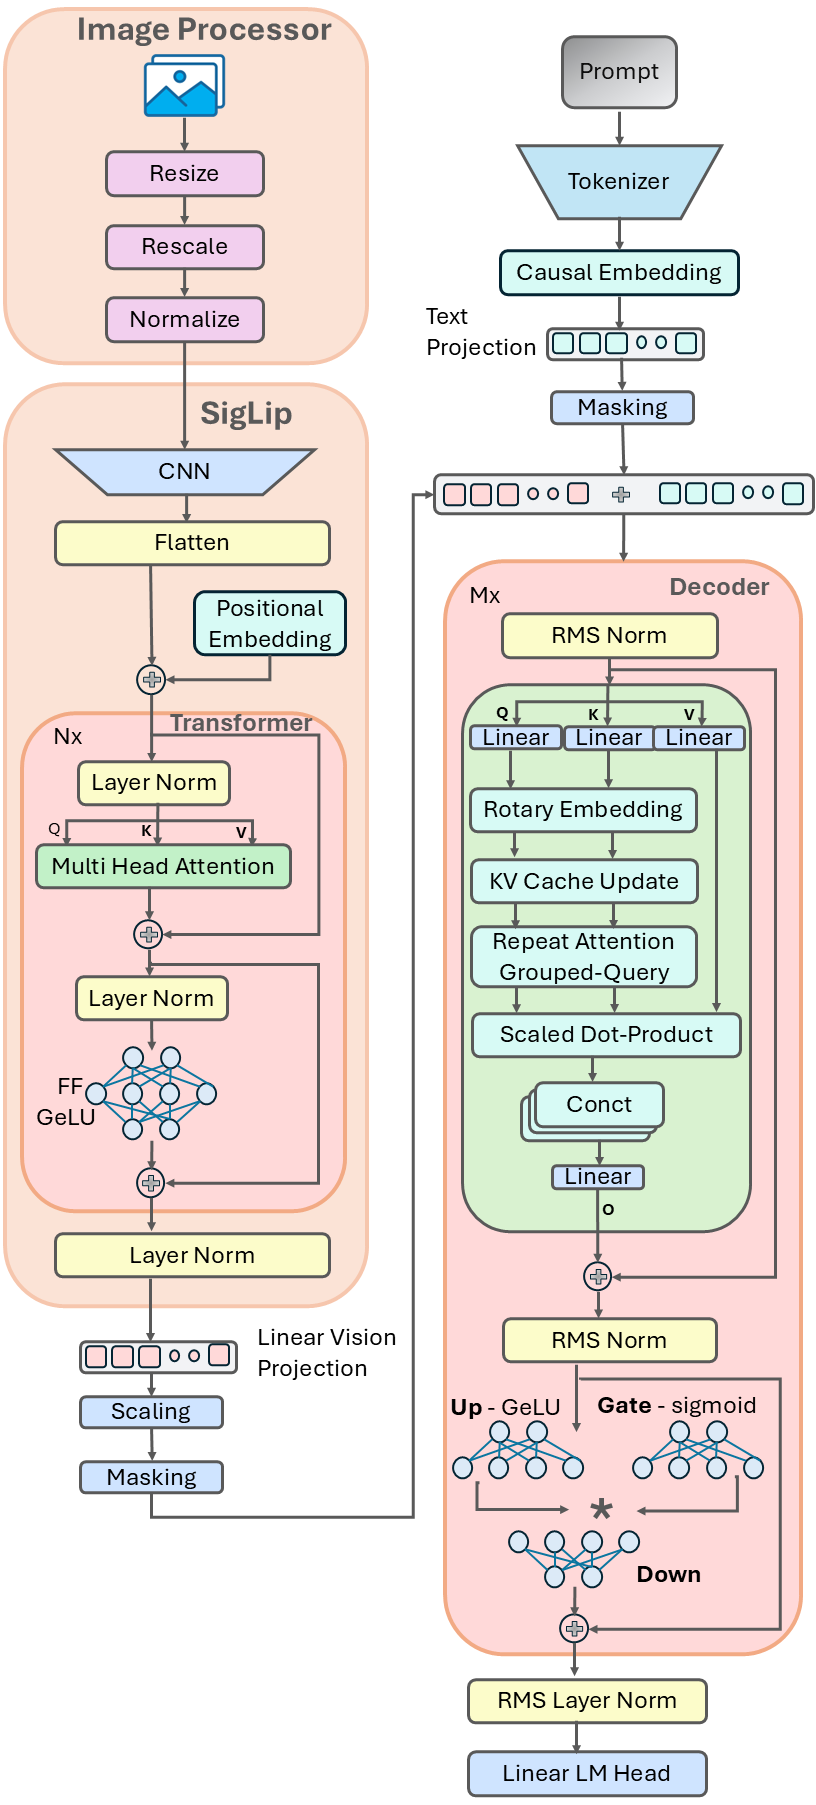 Image Processor
Resize
Rescale
Normalize
SigLip
CNN
Flatten
Positional
Embedding
Transformer
Nx
Layer Norm
Q
K
V
Multi Head Attention
Layer Norm
FF
GeLU
Layer Norm
Linear Vision
Projection
Scaling
Masking
Prompt
Tokenizer
Causal Embedding
Text
Projection
Masking
Decoder
Mx
RMS Norm
Q
K
V
Linear
Linear
Linear
Rotary Embedding
KV Cache Update
Repeat Attention
Grouped-Query
Scaled Dot-Product
Conct
Linear
O
RMS Norm
Up - GeLU
Gate - sigmoid
*
Down
RMS Layer Norm
Linear LM Head